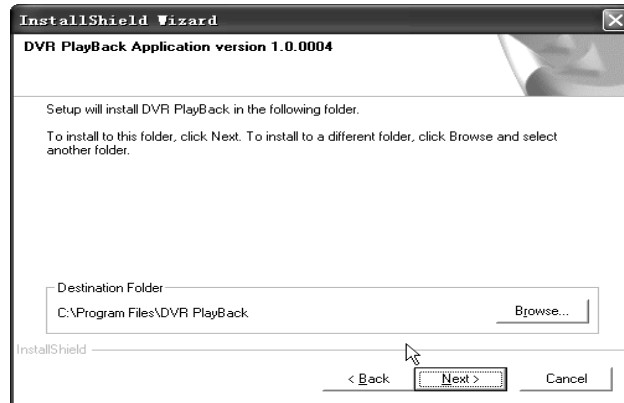 InstallShield Wizard
DVR PlayBack Application version 1.0.0004
Setup will install DVR PlayBack in the following folder.
To install to this folder, click Next. To install to a different folder, click Browse and select
another folder.
Destination Folder
C:\Program Files\DVR PlayBack
Browse...
InstallShield
< Back
Next >
Cancel